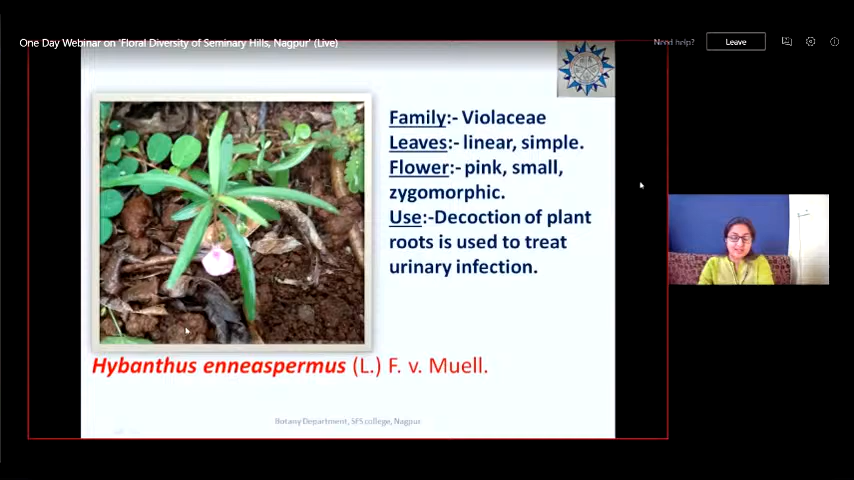 One Day Webinar on 'Floral Diversity of Seminary Hills, Nagpur' (Live)
Need help?
Leave
Family:- Violaceae
Leaves:- linear, simple.
Flower:- pink, small,
zygomorphic.
Use:-Decoction of plant
roots is used to treat
urinary infection.
Hybanthus enneaspermus (L.) F. v. Muell.
Botany Department, SFS college, Nagpur